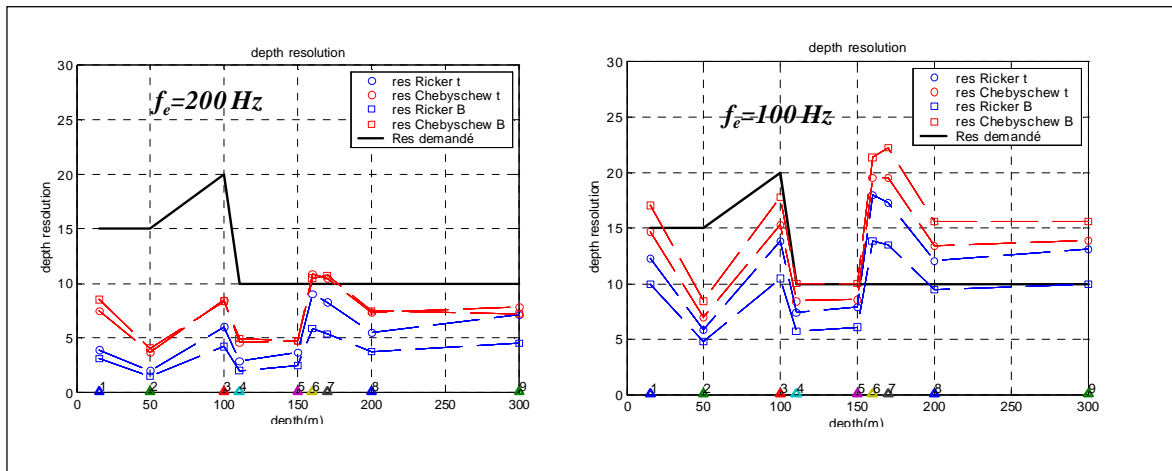 depth resolution
30
25
20
15
10
5
0
depth resolution
f_e=200 Hz
res Ricker t
res Chebyschew t
res Ricker B
res Chebyschew B
Res demandé
1 2 3 4 5 6 7 8 9
0 50 100 150 200 250 300
depth(m)
depth resolution
30
25
20
15
10
5
0
depth resolution
f_e=100 Hz
res Ricker t
res Chebyschew t
res Ricker B
res Chebyschew B
Res demandé
1 2 3 4 5 6 7 8 9
0 50 100 150 200 250 300
depth(m)